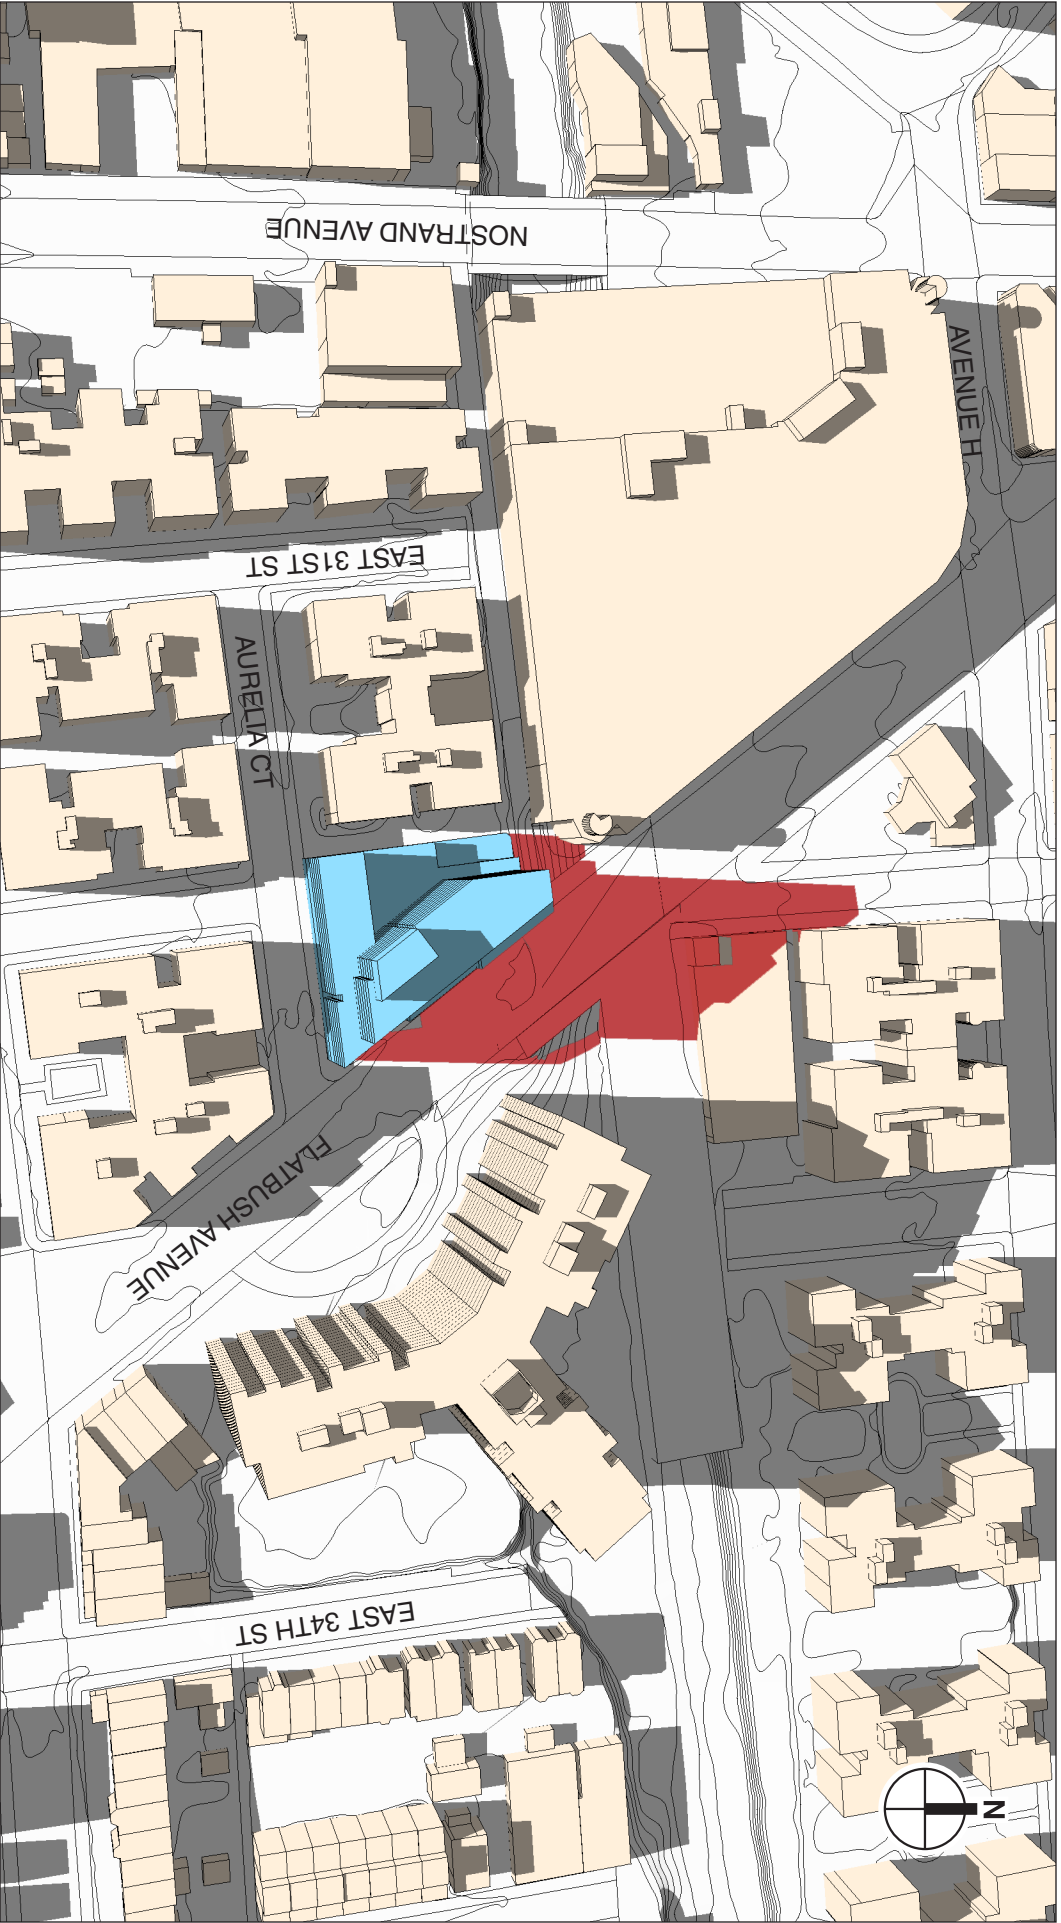 NOSTRAND AVENUE
AVENUE H
EAST 31ST ST
AURELIA CT
FLATBUSH AVENUE
EAST 34TH ST
N